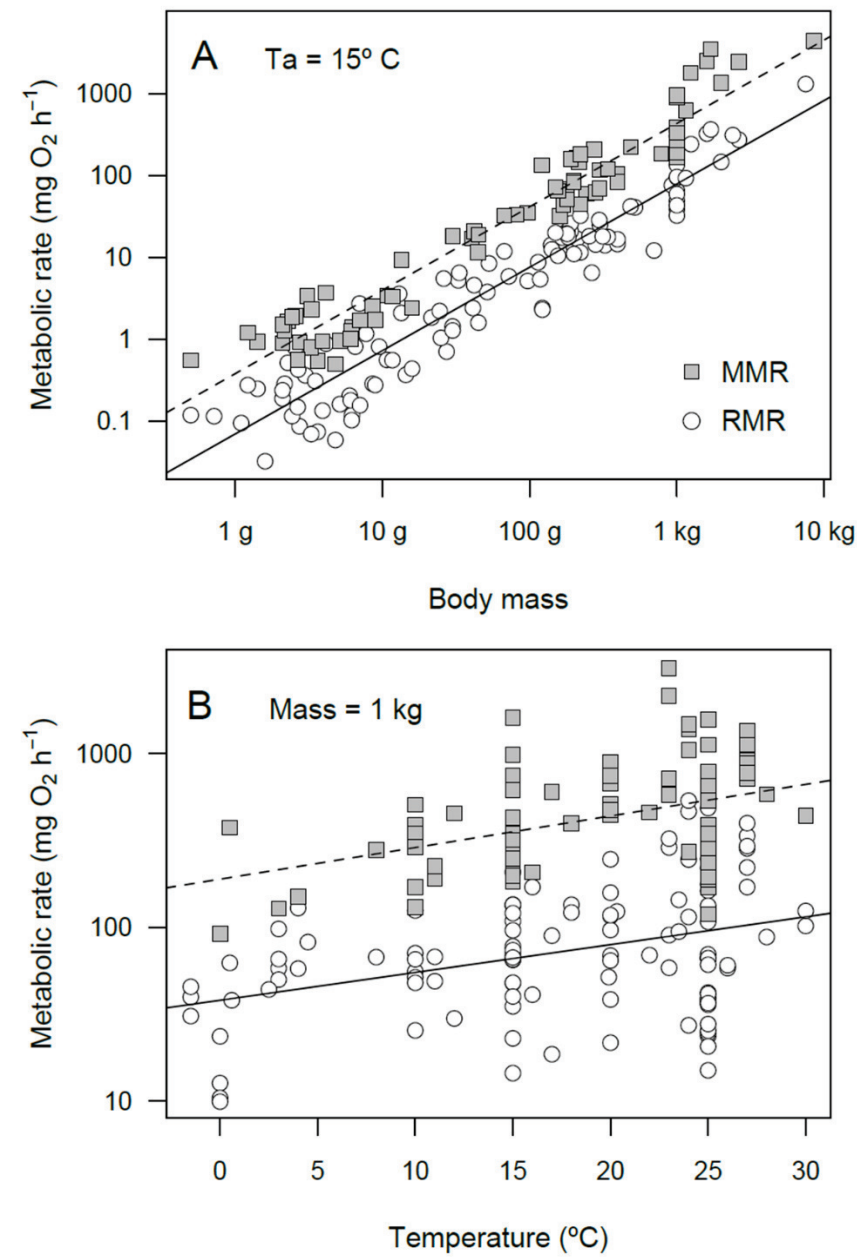 A
Ta = 15º C
Metabolic rate (mg O₂ h⁻¹)
1000
100
10
1
0.1
MMR
RMR
1 g
10 g
100 g
1 kg
10 kg
Body mass
B
Mass = 1 kg
Metabolic rate (mg O₂ h⁻¹)
1000
100
10
0
5
10
15
20
25
30
Temperature (ºC)